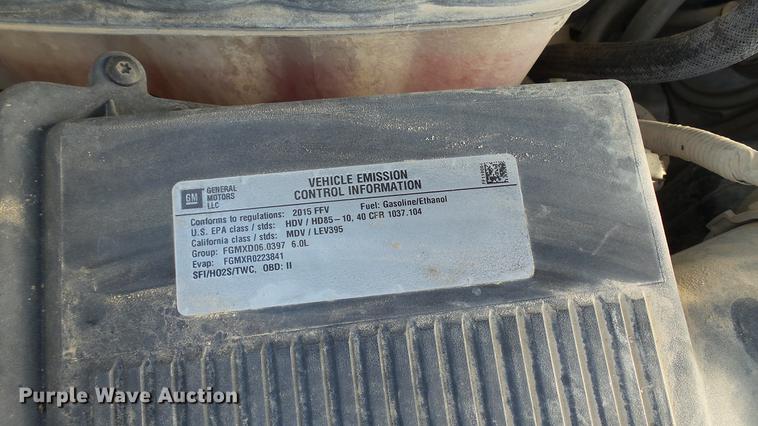 GM
GENERAL
MOTORS
LLC
VEHICLE EMISSION
CONTROL INFORMATION
Conforms to regulations: 2015 FFV Fuel: Gasoline/Ethanol
U.S. EPA class / stds: HDV / HD85-10, 40 CFR 1037.104
California class / stds: MDV / LEV395
Group: FGMXD06.0397 6.0L
Evap: FGMXR0223841
SFI/HO2S/TWC, OBD: II
Purple Wave Auction